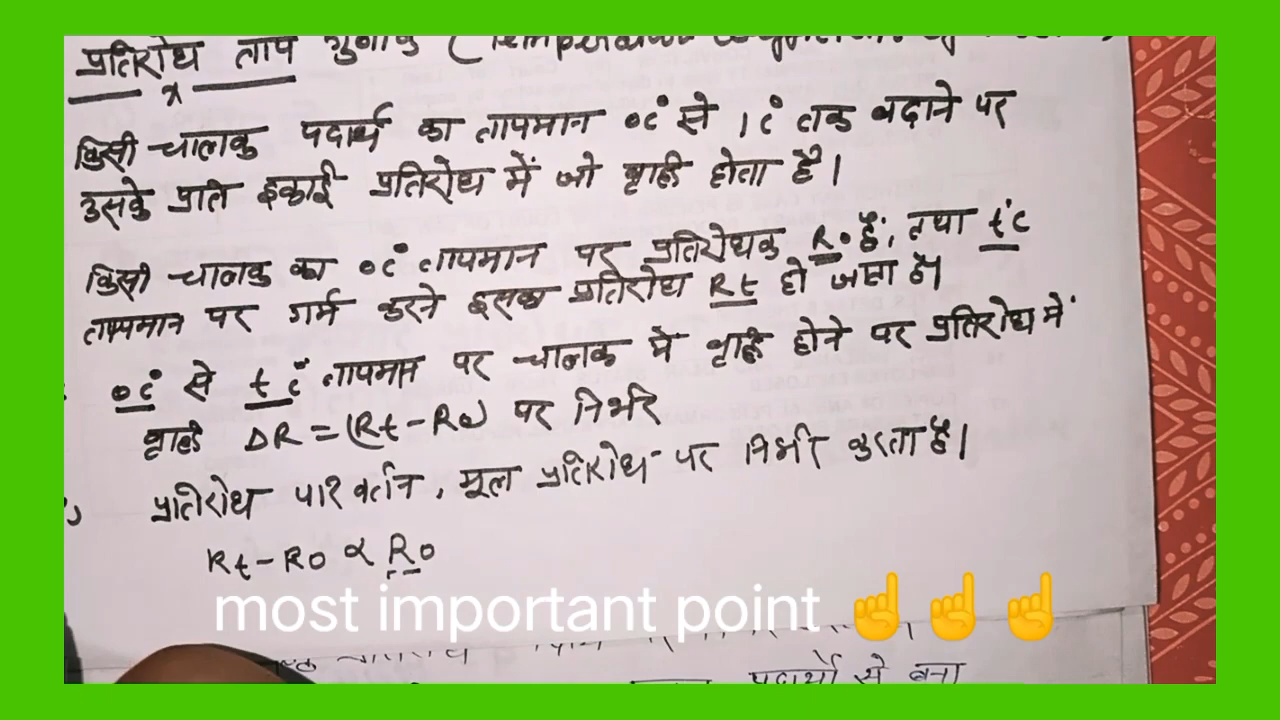 प्रतिरोध ताप गुणांक (Temperature
किसी चालक पदार्थ का तापमान 0°C से 1°C तक बढ़ाने पर
उसके प्रति इकाई प्रतिरोध में जो वृद्धि होता है।
किसी चालक का 0°C तापमान पर प्रतिरोधक R0 है, तथा t°C
तापमान पर गर्म करने इसका प्रतिरोध Rt हो जाता है।
0°C से t°C तापमान पर चालक में वृद्धि होने पर प्रतिरोध में
वृद्धि ΔR = (Rt - R0) पर निर्भर
प्रतिरोध परिवर्तन, मूल प्रतिरोध पर निर्भर करता है।
Rt - R0 ∝ R0
most important point ☝☝☝
पदार्थो से बना